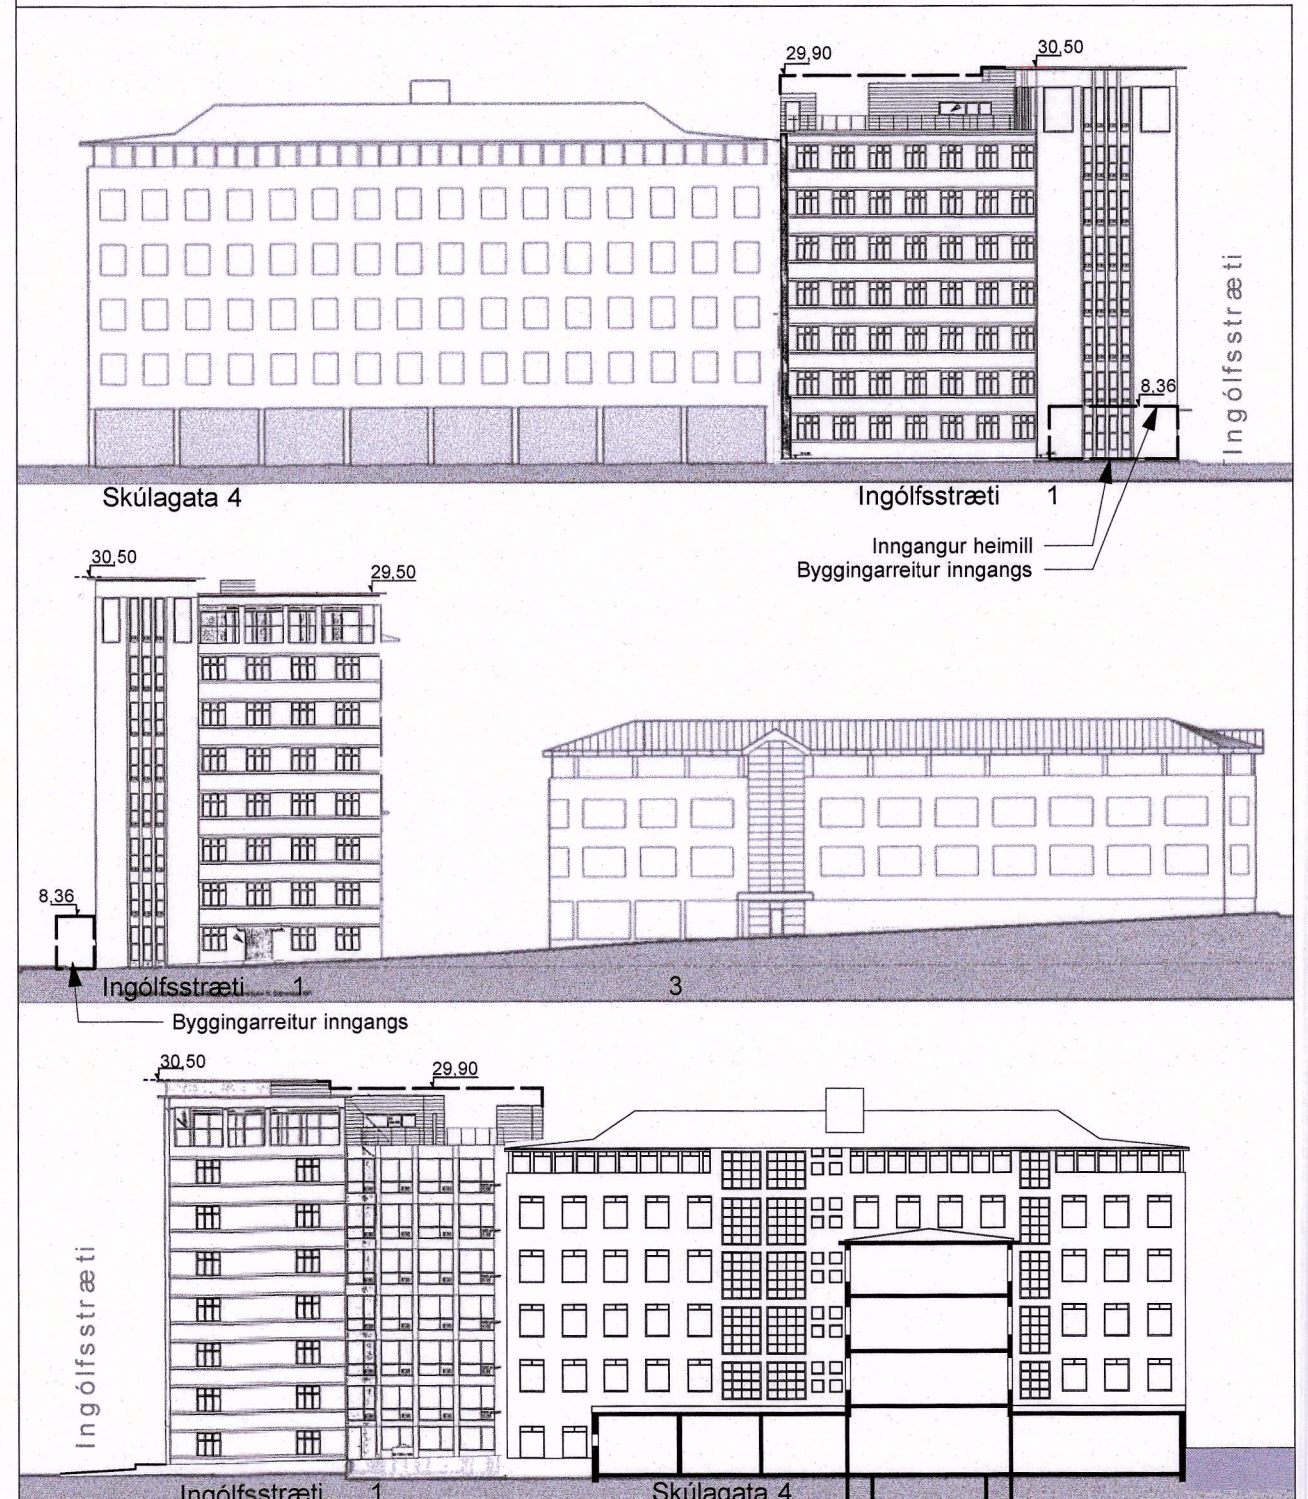 29,90
30,50
Ingólfsstræti
8,36
Skúlagata 4
Ingólfsstræti 1
Inngangur heimill
Byggingarreitur inngangs
30,50
29,50
8,36
Ingólfsstræti 1
3
Byggingarreitur inngangs
30,50
29,90
Ingólfsstræti
Ingólfsstræti 1
Skúlagata 4